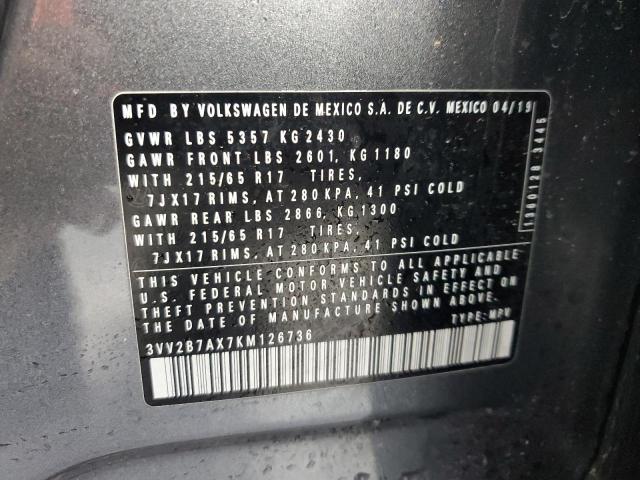 MFD BY VOLKSWAGEN DE MEXICO S.A. DE C.V. MEXICO 04/19
GVWR LBS 5357 KG 2430
GAWR FRONT LBS 2601, KG 1180
WITH 215/65 R17 TIRES,
7JX17 RIMS, AT 280 KPA, 41 PSI COLD
GAWR REAR LBS 2866, KG 1300
WITH 215/65 R17 TIRES,
7JX17 RIMS, AT 280 KPA, 41 PSI COLD
THIS VEHICLE CONFORMS TO ALL APPLICABLE
U.S. FEDERAL MOTOR VEHICLE SAFETY AND
THEFT PREVENTION STANDARDS IN EFFECT ON
THE DATE OF MANUFACTURE SHOWN ABOVE
3VV2B7AX7KM126736 TYPE: MPV
3445